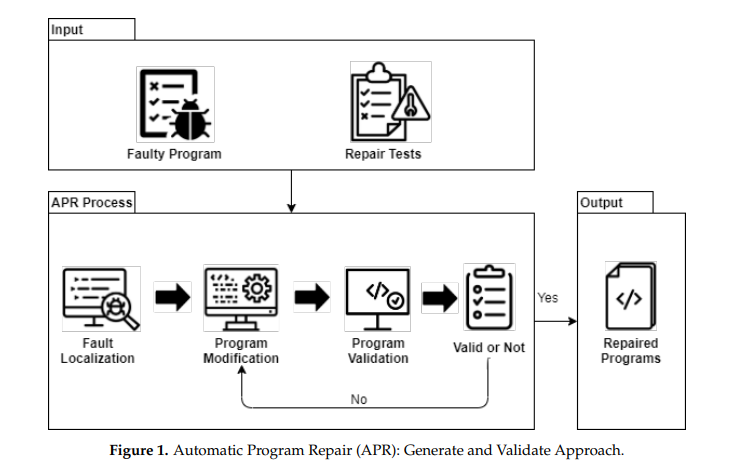 Input
Faulty Program
Repair Tests
APR Process
Fault
Localization
Program
Modification
Program
Validation
Valid or Not
No
Yes
Output
Repaired
Programs
Figure 1. Automatic Program Repair (APR): Generate and Validate Approach.